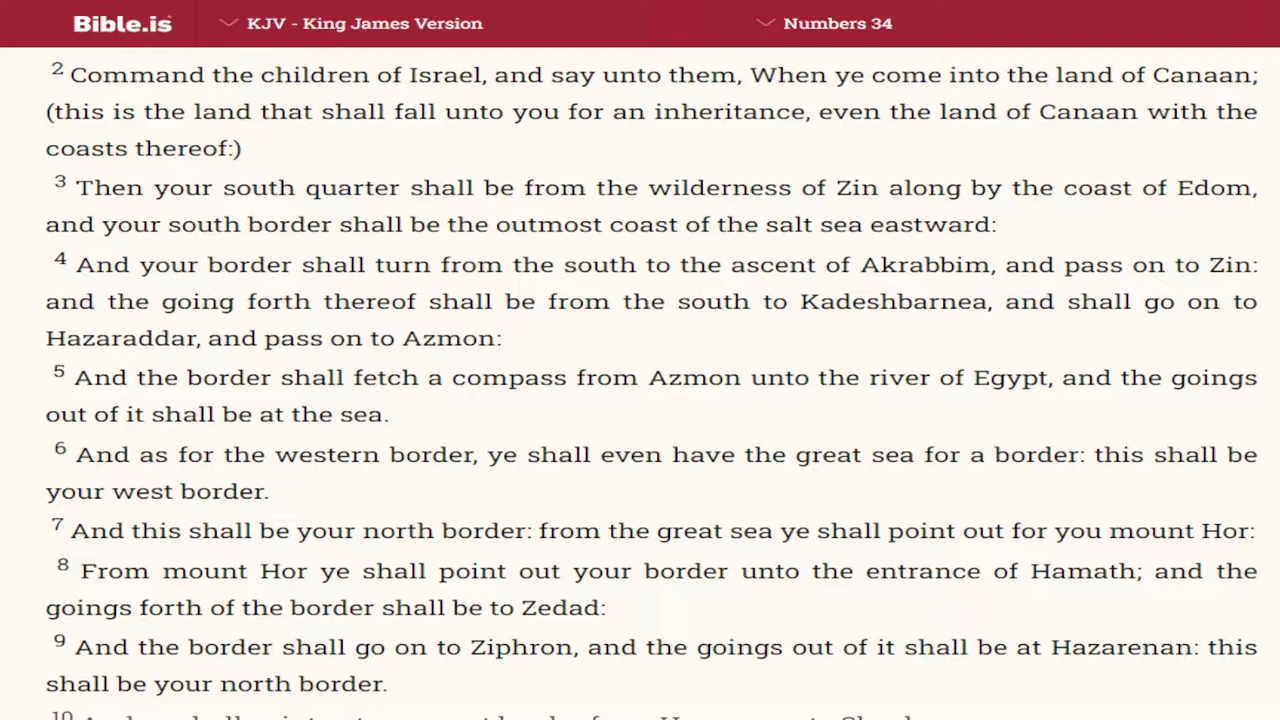 Bible.is KJV - King James Version Numbers 34
2 Command the children of Israel, and say unto them, When ye come into the land of Canaan;
(this is the land that shall fall unto you for an inheritance, even the land of Canaan with the
coasts thereof:)
3 Then your south quarter shall be from the wilderness of Zin along by the coast of Edom,
and your south border shall be the outmost coast of the salt sea eastward:
4 And your border shall turn from the south to the ascent of Akrabbim, and pass on to Zin:
and the going forth thereof shall be from the south to Kadeshbarnea, and shall go on to
Hazaraddar, and pass on to Azmon:
5 And the border shall fetch a compass from Azmon unto the river of Egypt, and the goings
out of it shall be at the sea.
6 And as for the western border, ye shall even have the great sea for a border: this shall be
your west border.
7 And this shall be your north border: from the great sea ye shall point out for you mount Hor:
8 From mount Hor ye shall point out your border unto the entrance of Hamath; and the
goings forth of the border shall be to Zedad:
9 And the border shall go on to Ziphron, and the goings out of it shall be at Hazarenan: this
shall be your north border.
10